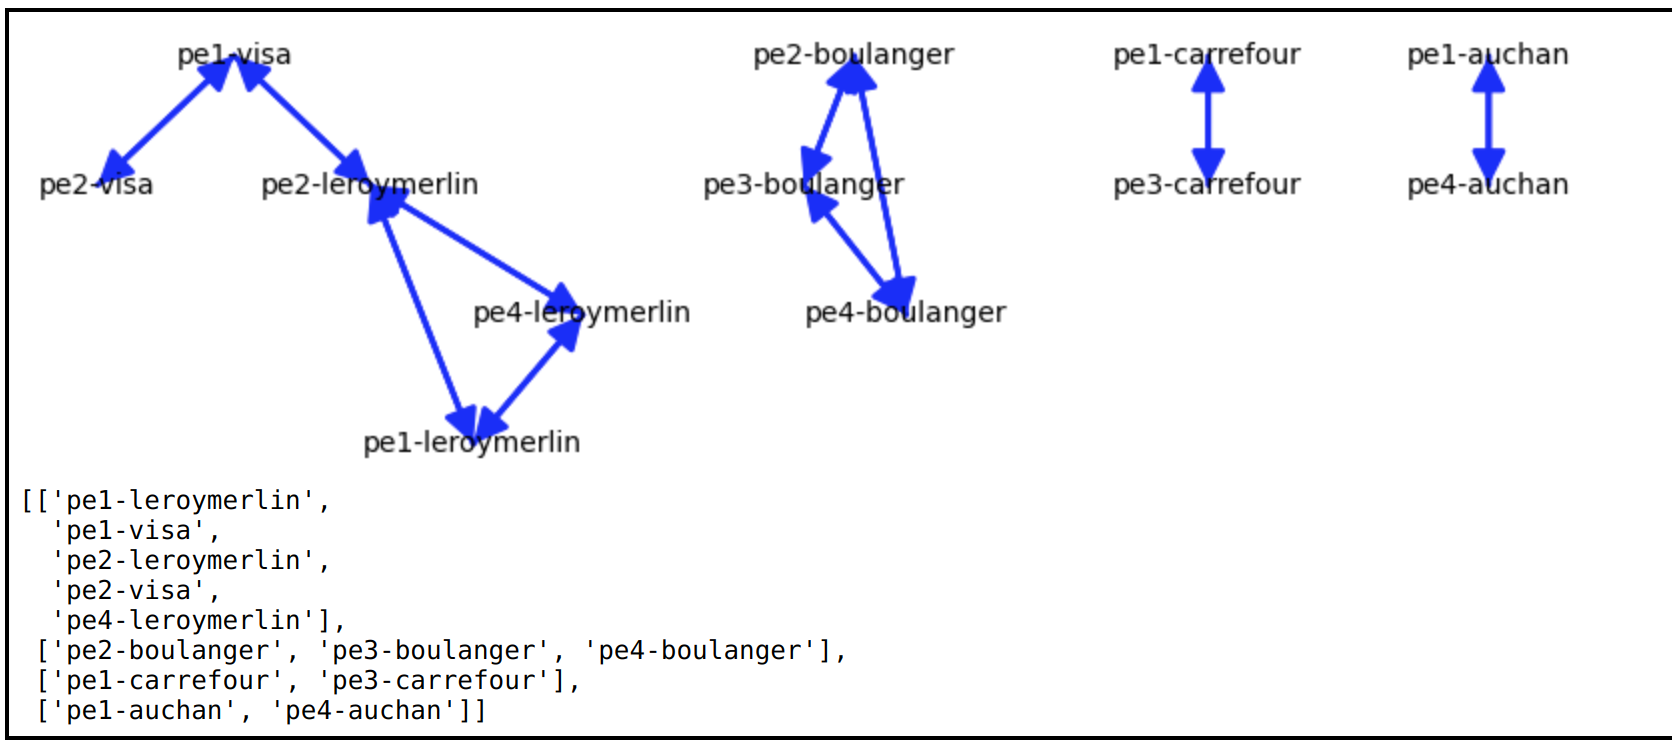 pe1-visa
pe2-boulanger
pe1-carrefour
pe1-auchan
pe2-visa
pe2-leroymerlin
pe3-boulanger
pe3-carrefour
pe4-auchan
pe4-leroymerlin
pe4-boulanger
pe1-leroymerlin
[['pe1-leroymerlin',
'pe1-visa',
'pe2-leroymerlin',
'pe2-visa',
'pe4-leroymerlin'],
['pe2-boulanger', 'pe3-boulanger', 'pe4-boulanger'],
['pe1-carrefour', 'pe3-carrefour'],
['pe1-auchan', 'pe4-auchan']]